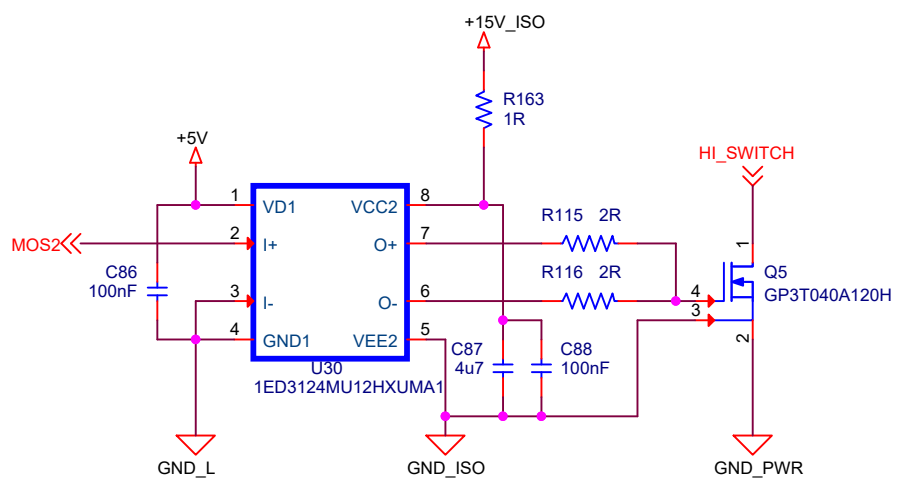 +15V_ISO
R163
1R
+5V
HI_SWITCH
1
VD1
VCC2
8
MOS2
2
I+
O+
7
R115 2R
1
C86
100nF
3
I-
O-
6
R116 2R
4
3
Q5
GP3T040A120H
4
GND1
VEE2
5
2
U30
1ED3124MU12HXUMA1
C87
4u7
C88
100nF
GND_L
GND_ISO
GND_PWR